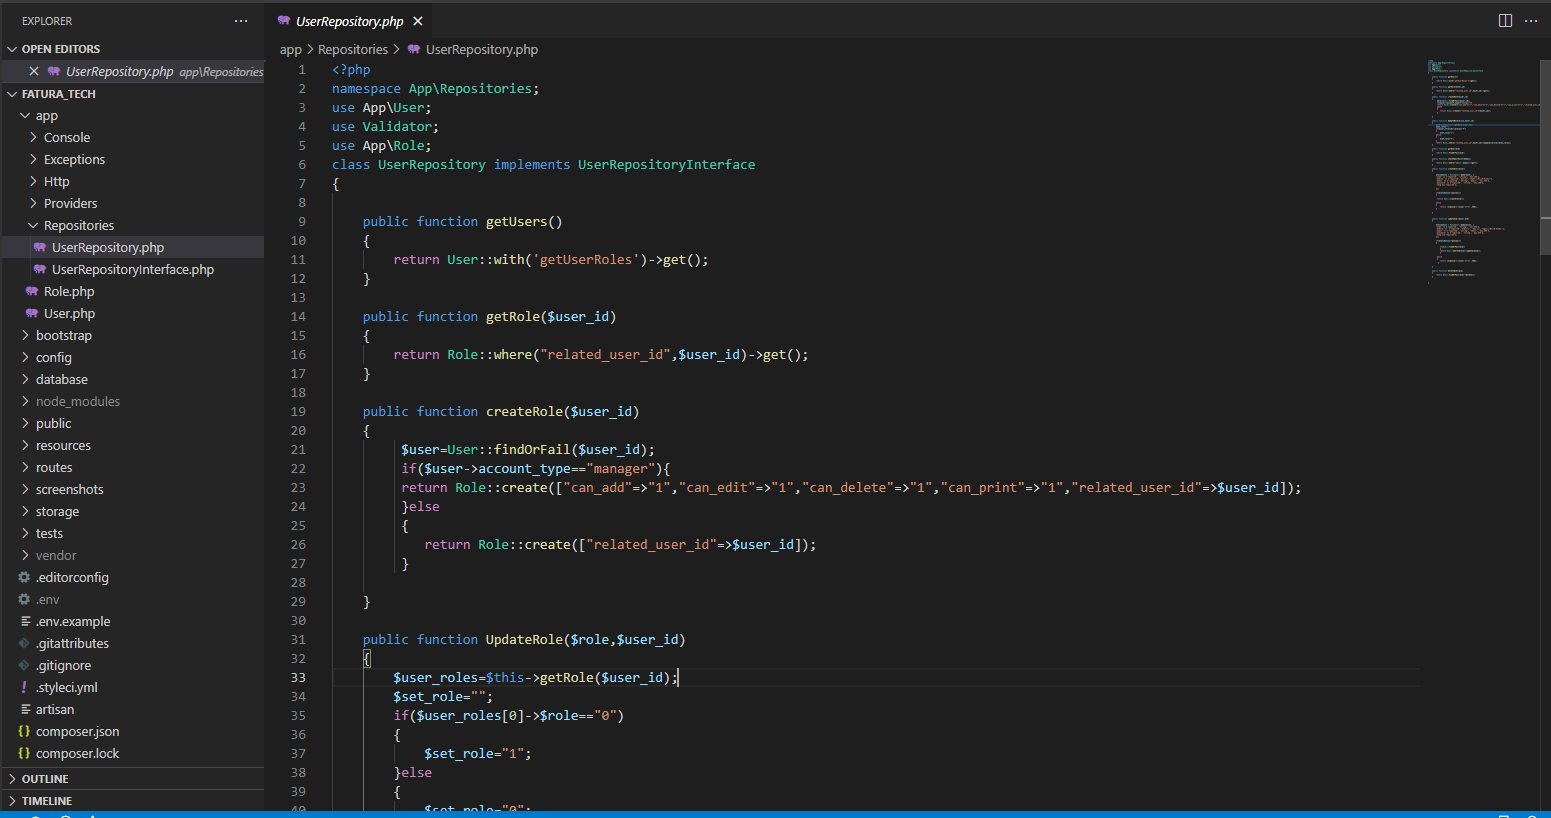 EXPLORER
OPEN EDITORS
UserRepository.php app\Repositories
FATURA_TECH
app
Console
Exceptions
Http
Providers
Repositories
UserRepository.php
UserRepositoryInterface.php
Role.php
User.php
bootstrap
config
database
node_modules
public
resources
routes
screenshots
storage
tests
vendor
.editorconfig
.env
.env.example
.gitattributes
.gitignore
.styleci.yml
artisan
composer.json
composer.lock
OUTLINE
TIMELINE
UserRepository.php
app > Repositories > UserRepository.php
1 <?php
2 namespace App\Repositories;
3 use App\User;
4 use Validator;
5 use App\Role;
6 class UserRepository implements UserRepositoryInterface
7 {
8
9 public function getUsers()
10 {
11 return User::with('getUserRoles')->get();
12 }
13
14 public function getRole($user_id)
15 {
16 return Role::where("related_user_id",$user_id)->get();
17 }
18
19 public function createRole($user_id)
20 {
21 $user=User::findOrFail($user_id);
22 if($user->account_type=="manager"){
23 return Role::create(["can_add"=>"1","can_edit"=>"1","can_delete"=>"1","can_print"=>"1","related_user_id"=>$user_id]);
24 }else
25 {
26 return Role::create(["related_user_id"=>$user_id]);
27 }
28
29 }
30
31 public function UpdateRole($role,$user_id)
32 {
33 $user_roles=$this->getRole($user_id);
34 $set_role="";
35 if($user_roles[0]->$role=="0")
36 {
37 $set_role="1";
38 }else
39 {
40 $set_role="0";